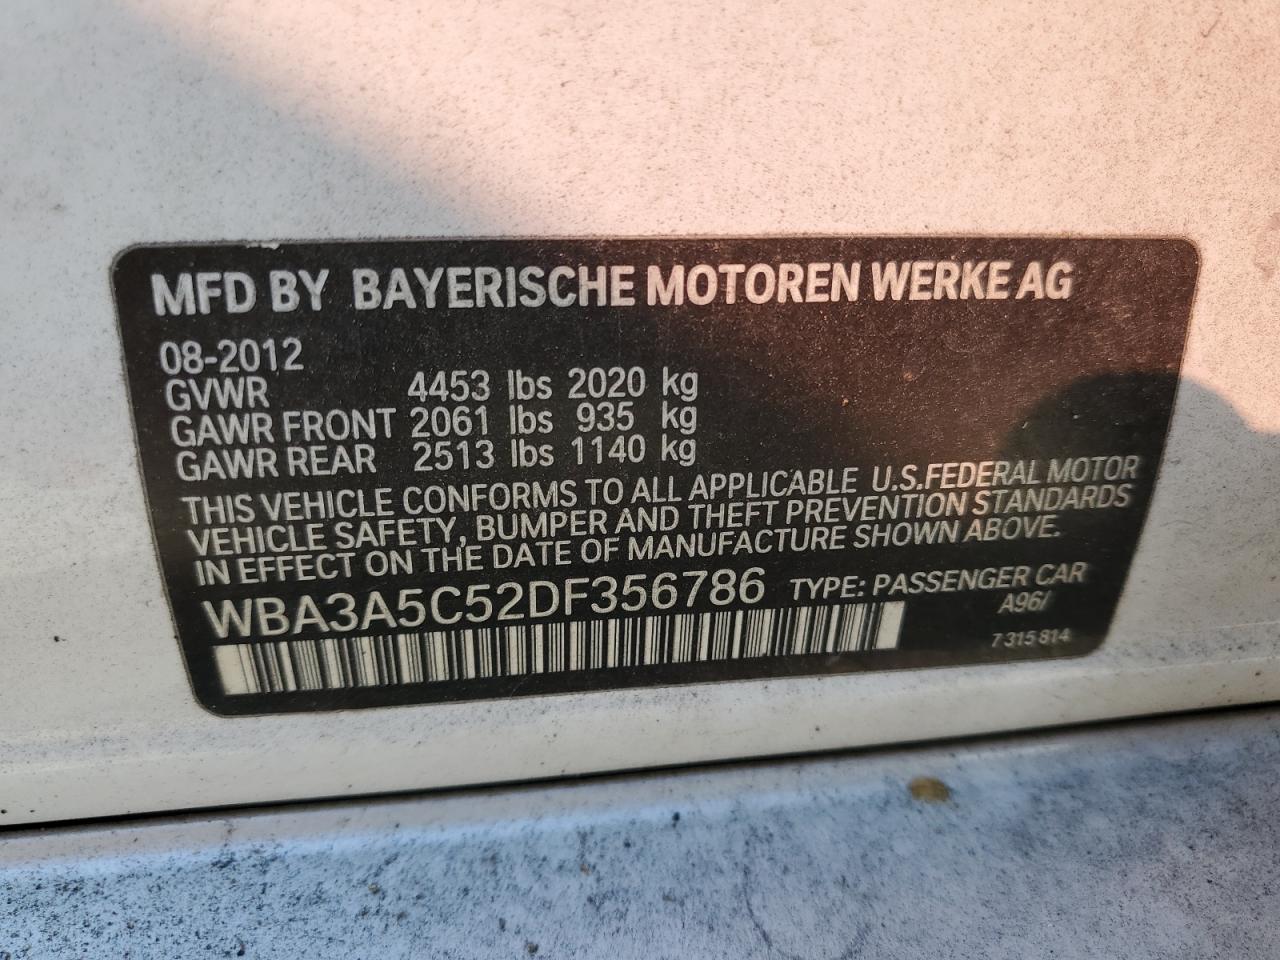 MFD BY BAYERISCHE MOTOREN WERKE AG
08-2012
GVWR 4453 lbs 2020 kg
GAWR FRONT 2061 lbs 935 kg
GAWR REAR 2513 lbs 1140 kg
THIS VEHICLE CONFORMS TO ALL APPLICABLE U.S.FEDERAL MOTOR
VEHICLE SAFETY, BUMPER AND THEFT PREVENTION STANDARDS
IN EFFECT ON THE DATE OF MANUFACTURE SHOWN ABOVE.
WBA3A5C52DF356786 TYPE: PASSENGER CAR
A96/
7 315 814